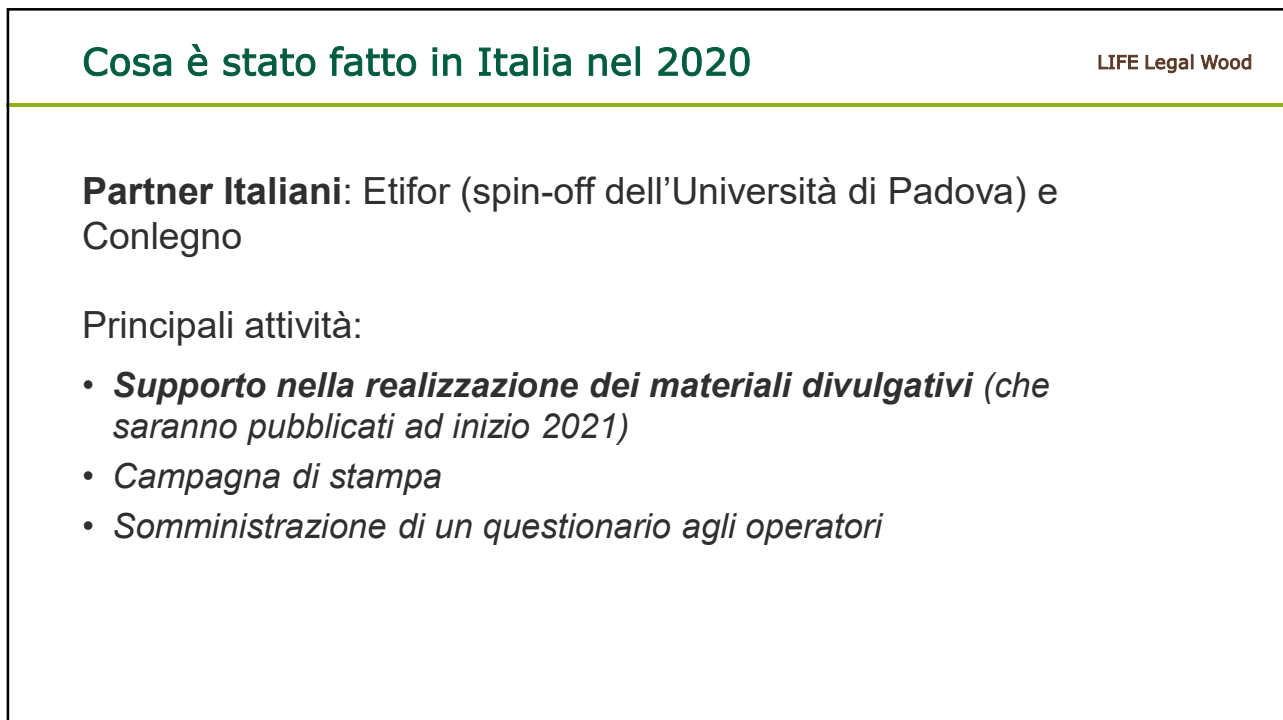 Cosa è stato fatto in Italia nel 2020
LIFE Legal Wood
Partner Italiani: Etifor (spin-off dell’Università di Padova) e
Conlegno
Principali attività:
• Supporto nella realizzazione dei materiali divulgativi (che
saranno pubblicati ad inizio 2021)
• Campagna di stampa
• Somministrazione di un questionario agli operatori